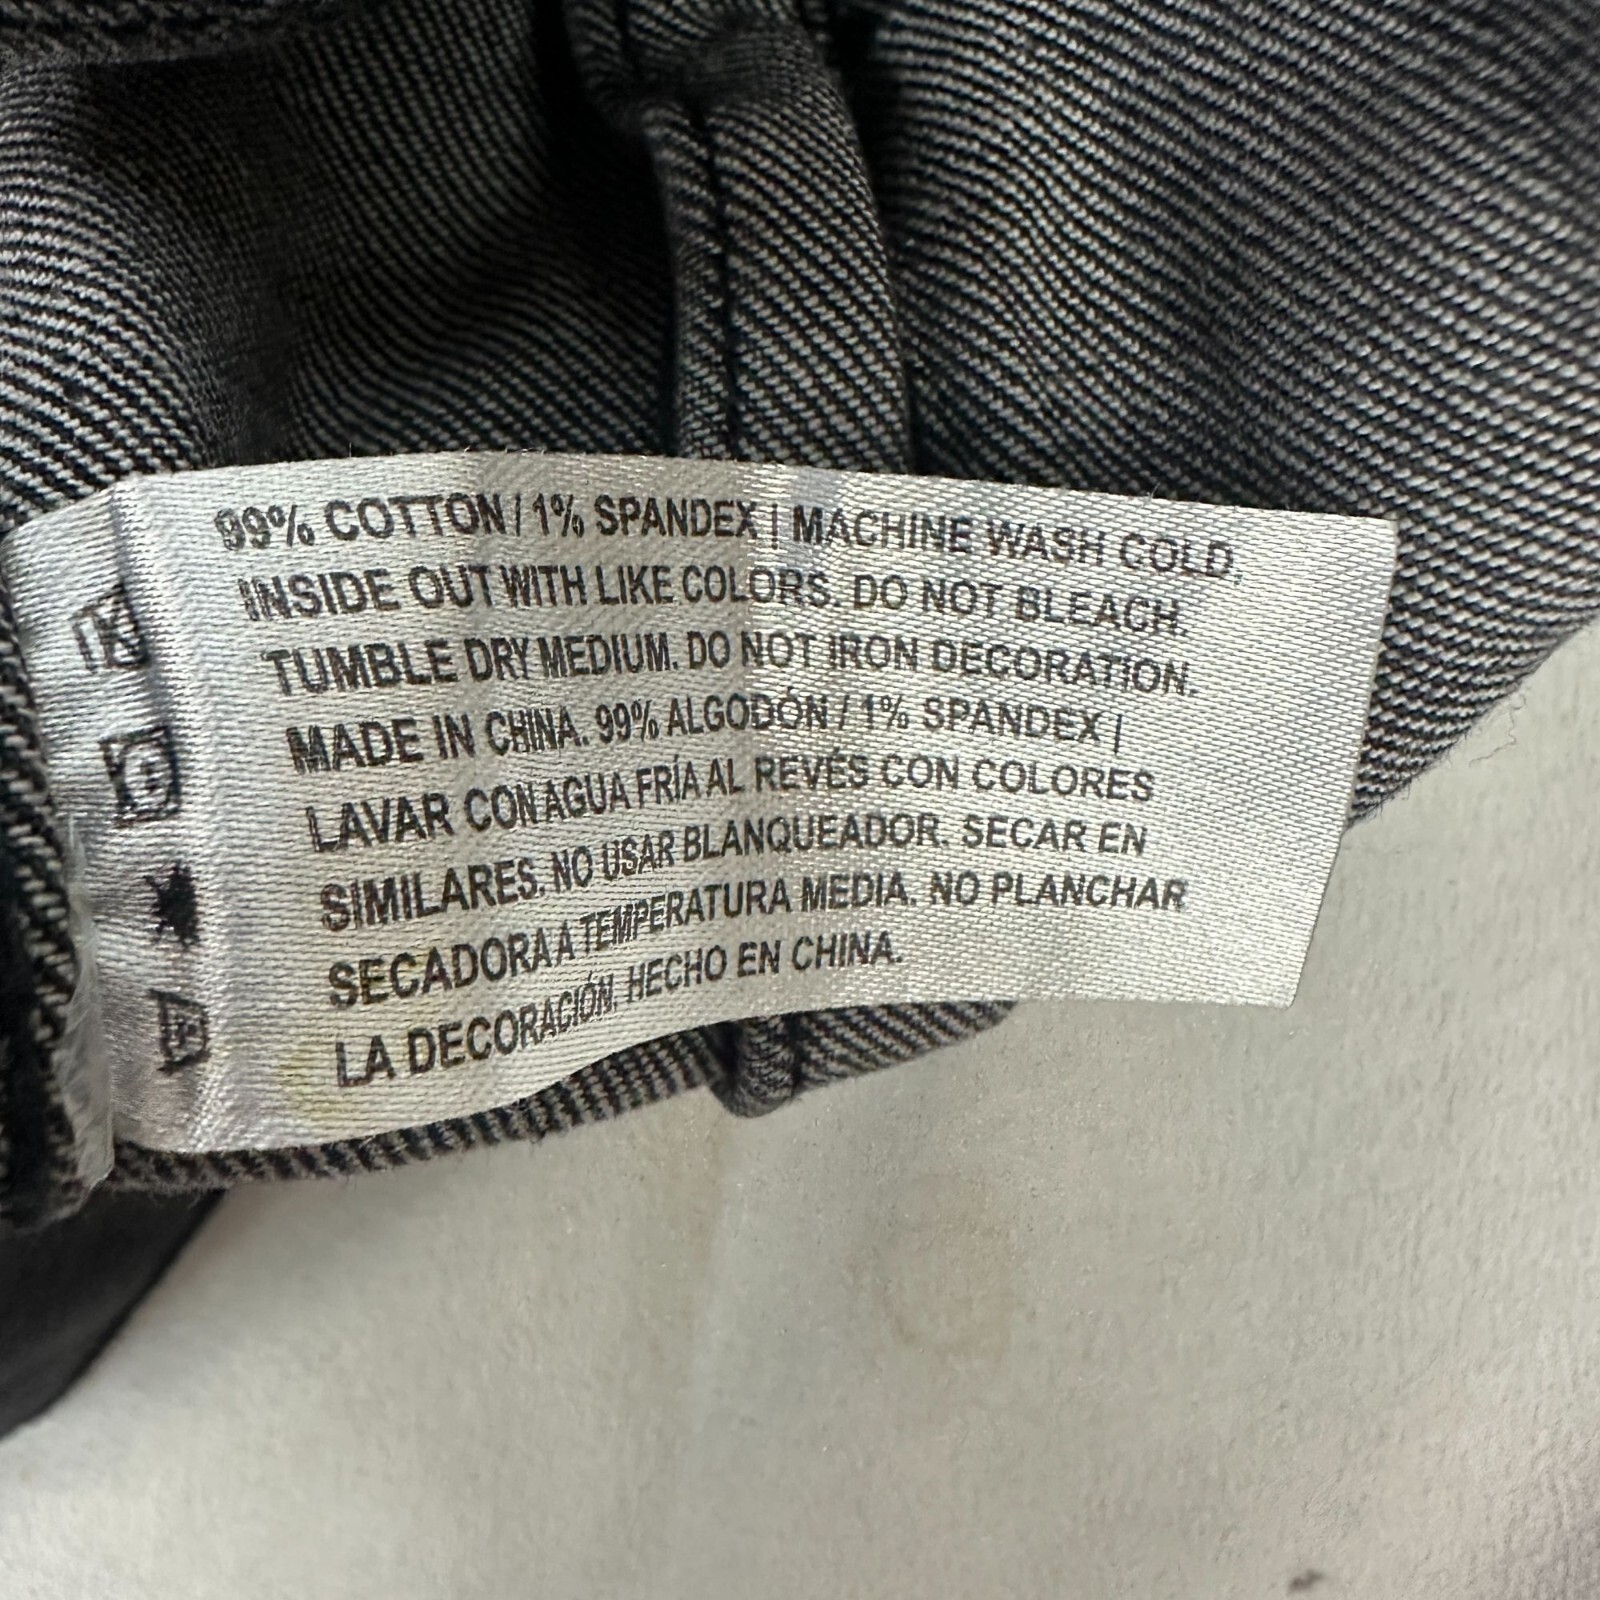 99% COTTON / 1% SPANDEX | MACHINE WASH COLD,
INSIDE OUT WITH LIKE COLORS. DO NOT BLEACH.
TUMBLE DRY MEDIUM. DO NOT IRON DECORATION.
MADE IN CHINA. 99% ALGODÓN / 1% SPANDEX |
LAVAR CON AGUA FRÍA AL REVÉS CON COLORES
SIMILARES. NO USAR BLANQUEADOR. SECAR EN
SECADORA A TEMPERATURA MEDIA. NO PLANCHAR
LA DECORACIÓN. HECHO EN CHINA.